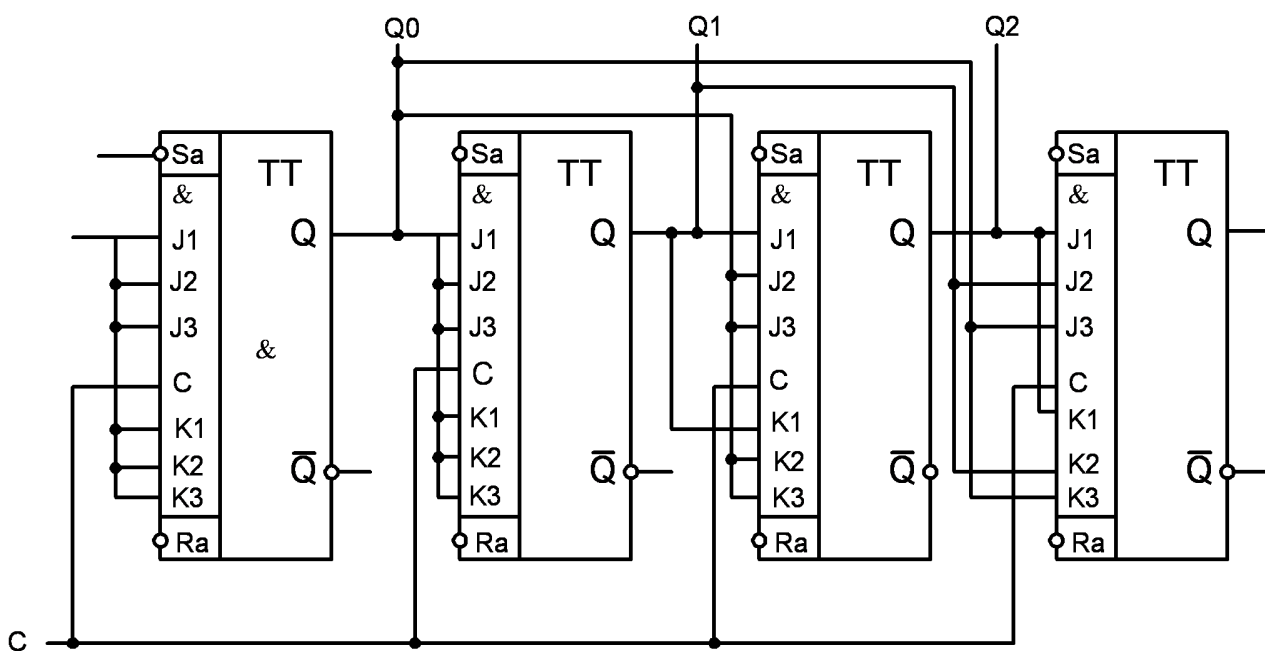 Q0 Q1 Q2
Sa TT Sa TT Sa TT Sa TT
& & & &
J1 Q J1 Q J1 Q J1 Q
J2 J2 J2 J2
J3 J3 J3 J3
&
C C C C
K1 K1 K1 K1
K2 Q̅ K2 Q̅ K2 Q̅ K2 Q̅
K3 K3 K3 K3
Ra Ra Ra Ra
C